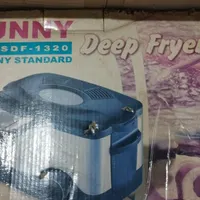 UNNY
SDF-1320
NY STANDARD
Deep Frye